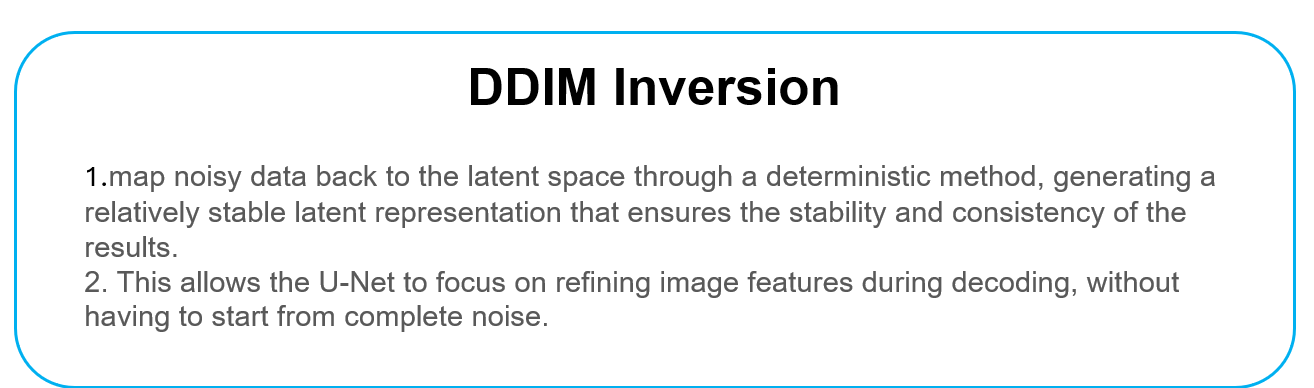 DDIM Inversion
1.map noisy data back to the latent space through a deterministic method, generating a
relatively stable latent representation that ensures the stability and consistency of the
results.
2. This allows the U-Net to focus on refining image features during decoding, without
having to start from complete noise.